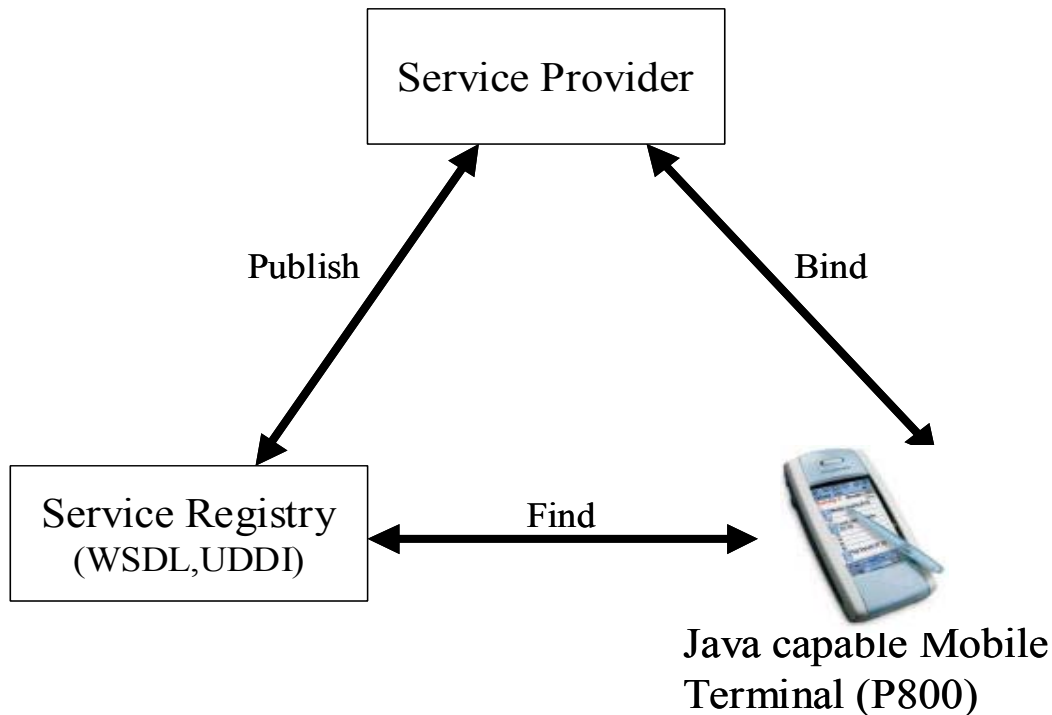 Service Provider
Publish
Bind
Service Registry
(WSDL,UDDI)
Find
Java capable Mobile
Terminal (P800)